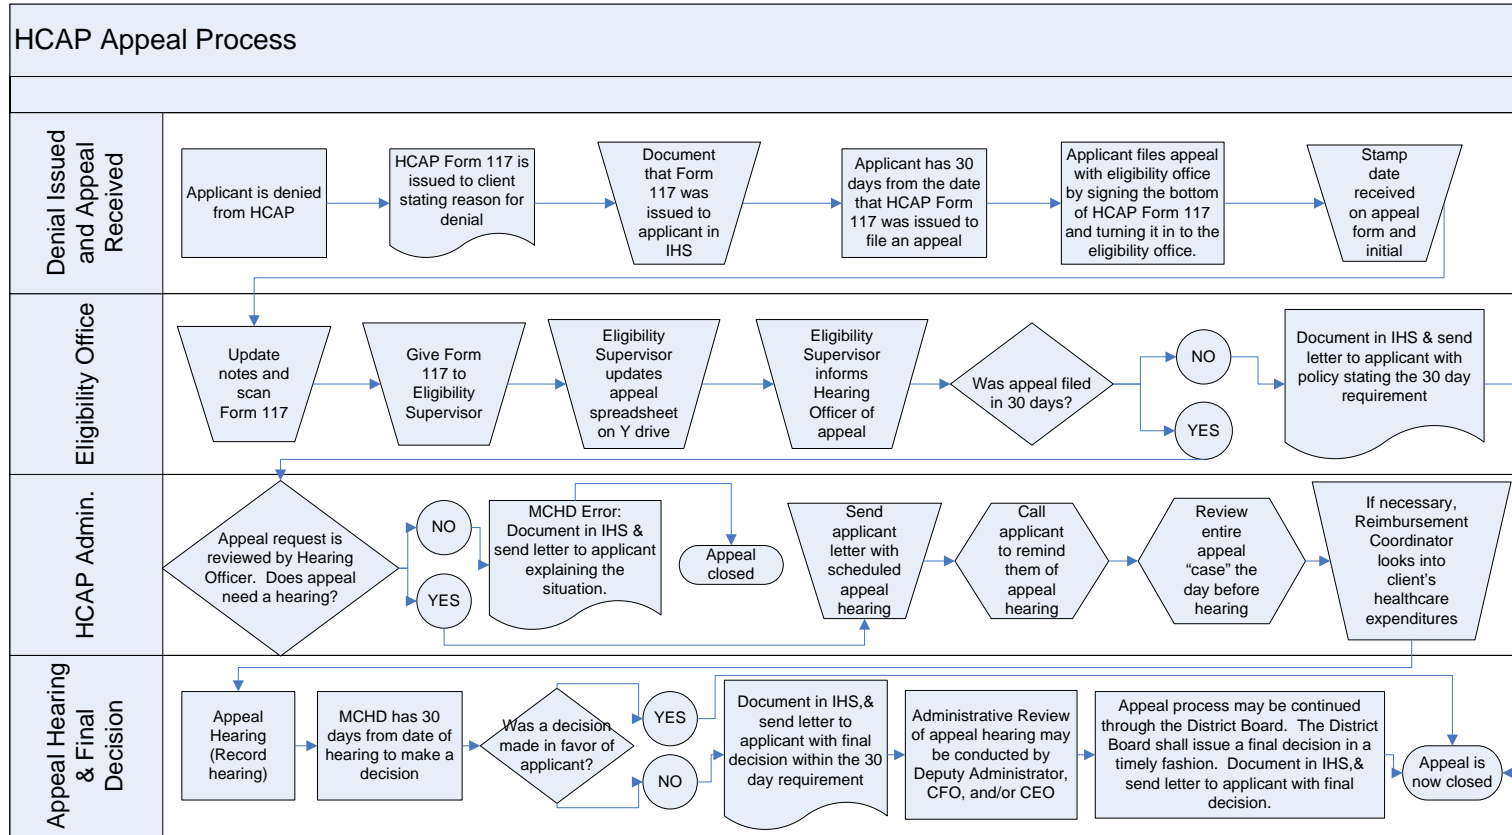 HCAP Appeal Process
Denial Issued
and Appeal
Received
Applicant is denied
from HCAP
HCAP Form 117 is
issued to client
stating reason for
denial
Document
that Form
117 was
issued to
applicant in
IHS
Applicant has 30
days from the date
that HCAP Form
117 was issued to
file an appeal
Applicant files appeal
with eligibility office
by signing the bottom
of HCAP Form 117
and turning it in to the
eligibility office.
Stamp
date
received
on appeal
form and
initial
Eligibility Office
Update
notes and
scan
Form 117
Give Form
117 to
Eligibility
Supervisor
Eligibility
Supervisor
updates
appeal
spreadsheet
on Y drive
Eligibility
Supervisor
informs
Hearing
Officer of
appeal
Was appeal filed
in 30 days?
NO
YES
Document in IHS & send
letter to applicant with
policy stating the 30 day
requirement
HCAP Admin.
Appeal request is
reviewed by Hearing
Officer. Does appeal
need a hearing?
NO
YES
MCHD Error:
Document in IHS &
send letter to applicant
explaining the
situation.
Appeal
closed
Send
applicant
letter with
scheduled
appeal
hearing
Call
applicant
to remind
them of
appeal
hearing
Review
entire
appeal
“case” the
day before
hearing
If necessary,
Reimbursement
Coordinator
looks into
client’s
healthcare
expenditures
Appeal Hearing
& Final
Decision
Appeal
Hearing
(Record
hearing)
MCHD has 30
days from date of
hearing to make a
decision
Was a decision
made in favor of
applicant?
YES
NO
Document in IHS,&
send letter to
applicant with final
decision within the 30
day requirement
Administrative Review
of appeal hearing may
be conducted by
Deputy Administrator,
CFO, and/or CEO
Appeal process may be continued
through the District Board. The District
Board shall issue a final decision in a
timely fashion. Document in IHS,&
send letter to applicant with final
decision.
Appeal is
now closed